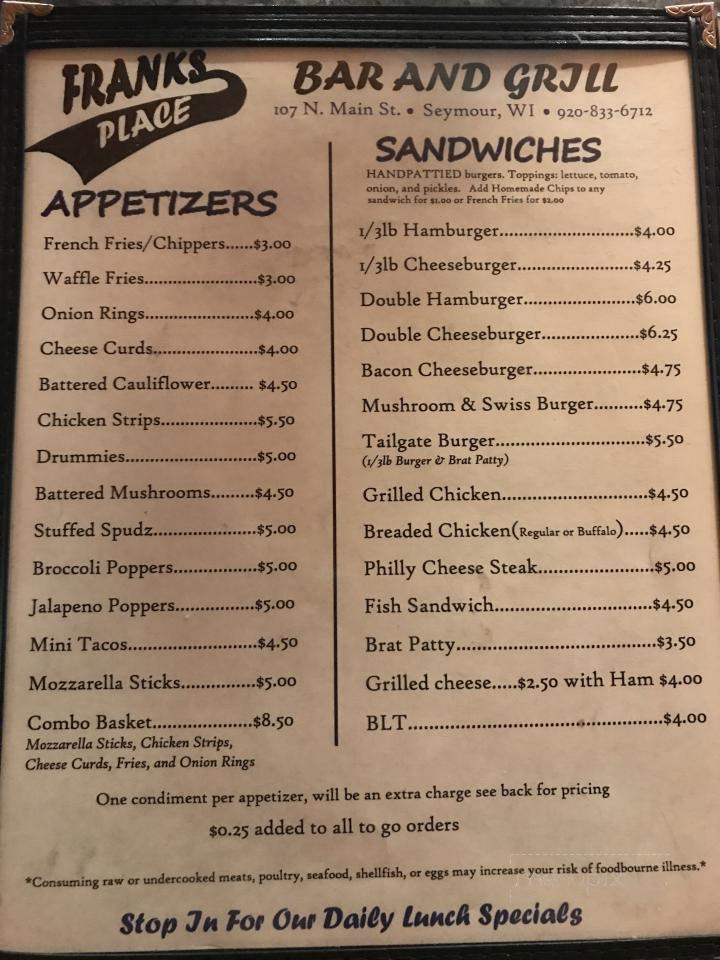 FRANKS PLACE
BAR AND GRILL
107 N. Main St. • Seymour, WI • 920-833-6712
APPETIZERS
French Fries/Chippers......$3.00
Waffle Fries.......................$3.00
Onion Rings......................$4.00
Cheese Curds.....................$4.00
Battered Cauliflower......... $4.50
Chicken Strips....................$5.50
Drummies..........................$5.00
Battered Mushrooms.........$4.50
Stuffed Spudz.....................$5.00
Broccoli Poppers.................$5.00
Jalapeno Poppers................$5.00
Mini Tacos..........................$4.50
Mozzarella Sticks...............$5.00
Combo Basket....................$8.50
Mozzarella Sticks, Chicken Strips,
Cheese Curds, Fries, and Onion Rings
SANDWICHES
HANDPATTIED burgers. Toppings: lettuce, tomato,
onion, and pickles. Add Homemade Chips to any
sandwich for $1.00 or French Fries for $2.00
1/3lb Hamburger...........................$4.00
1/3lb Cheeseburger.......................$4.25
Double Hamburger......................$6.00
Double Cheeseburger...................$6.25
Bacon Cheeseburger.....................$4.75
Mushroom & Swiss Burger..........$4.75
Tailgate Burger..............................$5.50
(1/3lb Burger & Brat Patty)
Grilled Chicken.............................$4.50
Breaded Chicken(Regular or Buffalo).....$4.50
Philly Cheese Steak.......................$5.00
Fish Sandwich................................$4.50
Brat Patty........................................$3.50
Grilled cheese.....$2.50 with Ham $4.00
BLT..................................................$4.00
One condiment per appetizer, will be an extra charge see back for pricing
$0.25 added to all to go orders
*Consuming raw or undercooked meats, poultry, seafood, shellfish, or eggs may increase your risk of foodbourne illness.*
Stop In For Our Daily Lunch Specials